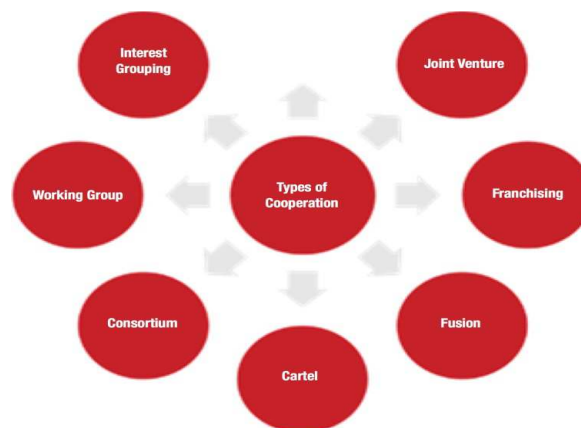 Interest
Grouping
Joint Venture
Working Group
Types of
Cooperation
Franchising
Consortium
Fusion
Cartel